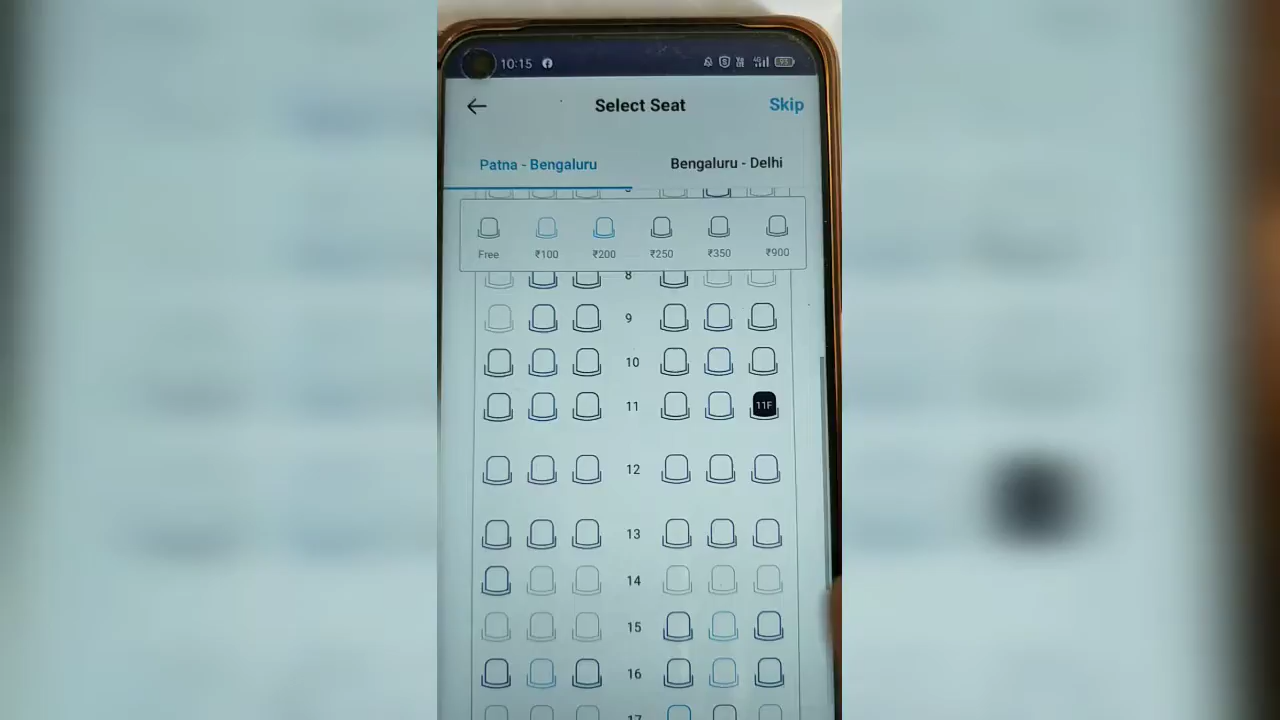 10:15
Select Seat
Skip
Patna - Bengaluru
Bengaluru - Delhi
Free ₹100 ₹200 ₹250 ₹350 ₹900
8
9
10
11
11F
12
13
14
15
16
17